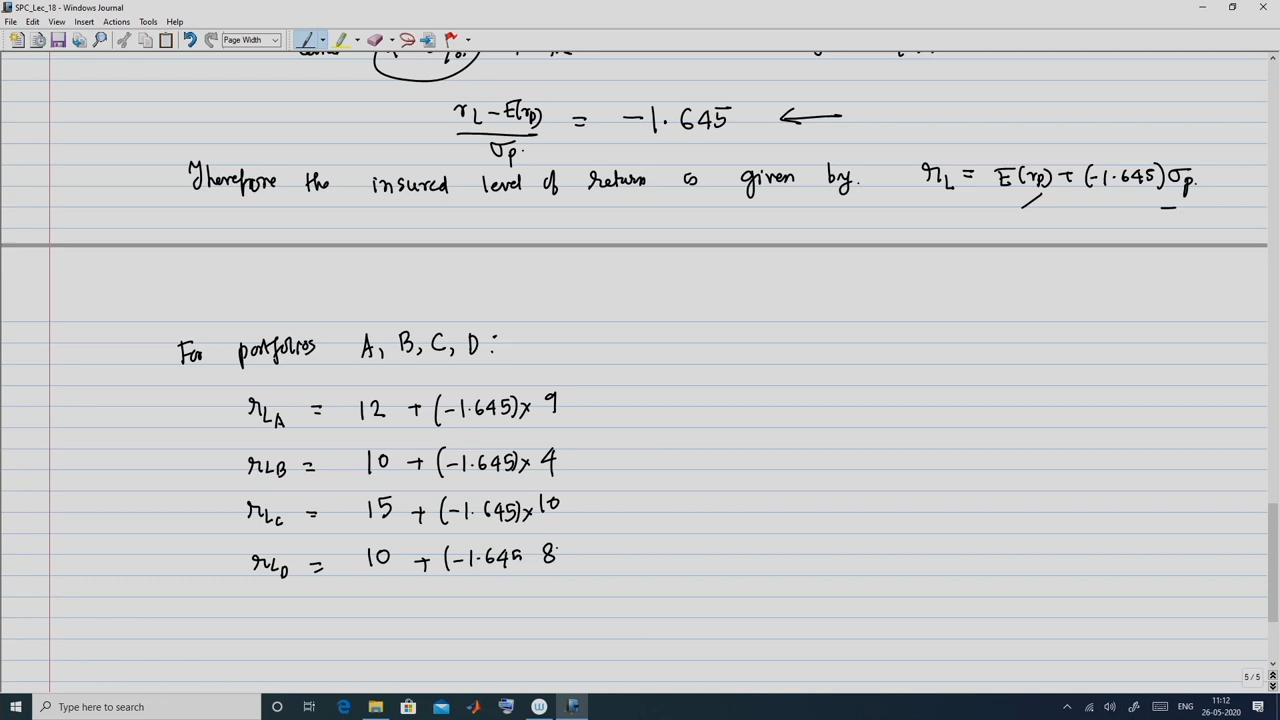 SPC_Lec_18 - Windows Journal
File Edit View Insert Actions Tools Help
Page Width
rL - E(rp) / σp. = -1.645 ←
Therefore the insured level of return is given by. rL = E(rp) + (-1.645) σp.
For portfolios A, B, C, D :
rLA = 12 + (-1.645) x 9
rLB = 10 + (-1.645) x 4
rLC = 15 + (-1.645) x 10
rLD = 10 + (-1.645 8
5 / 5
Type here to search
ENG
11:12
26-05-2020